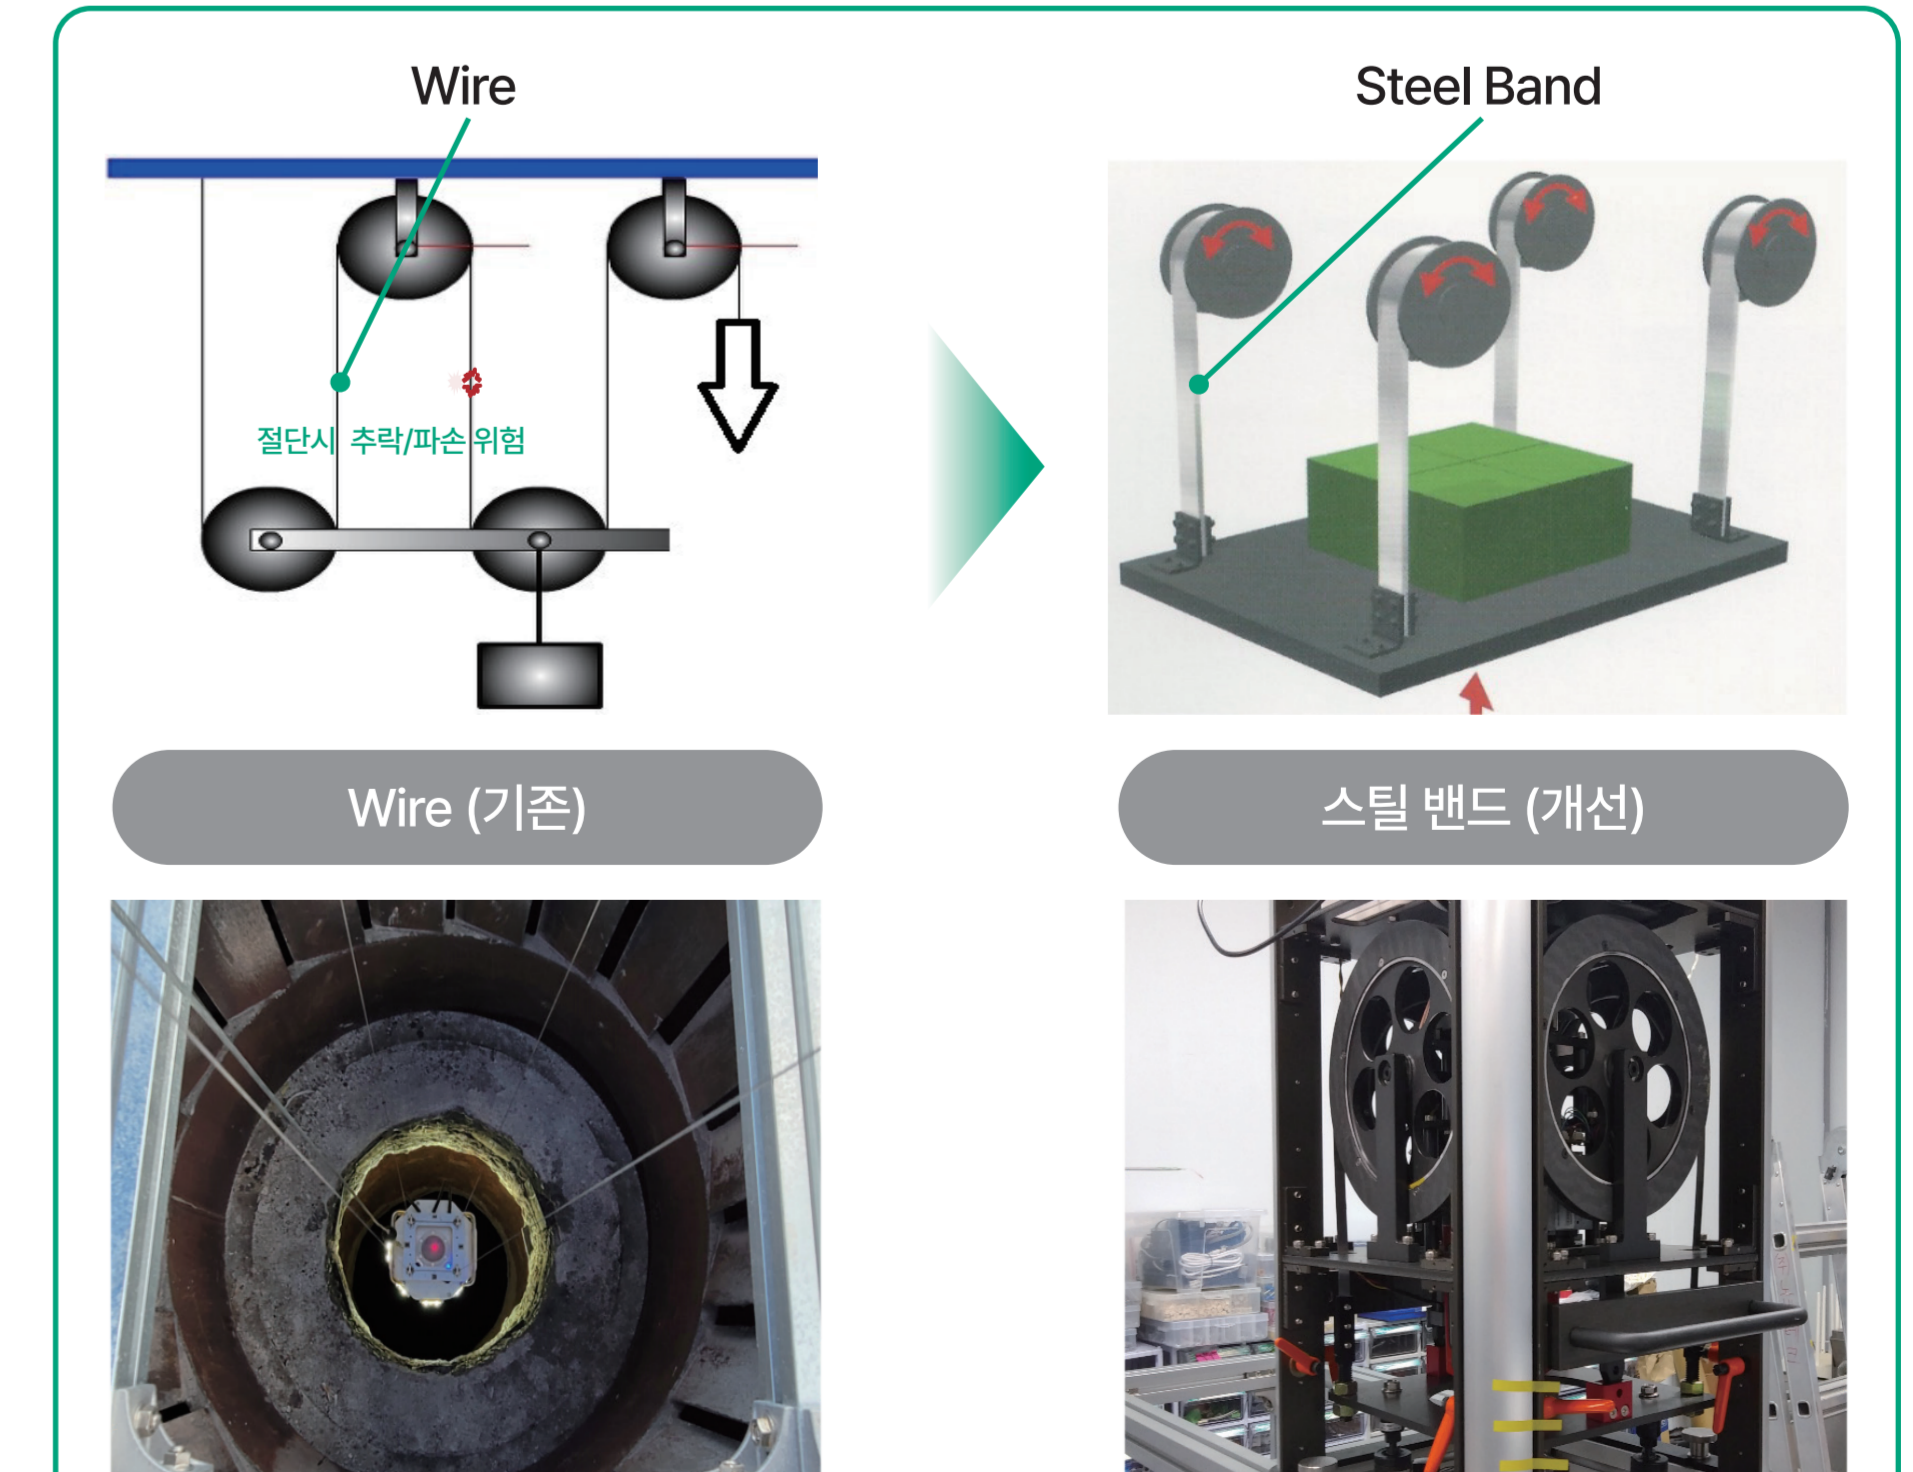 Wire
Steel Band
절단시 추락/파손 위험
Wire (기존)
스틸 밴드 (개선)